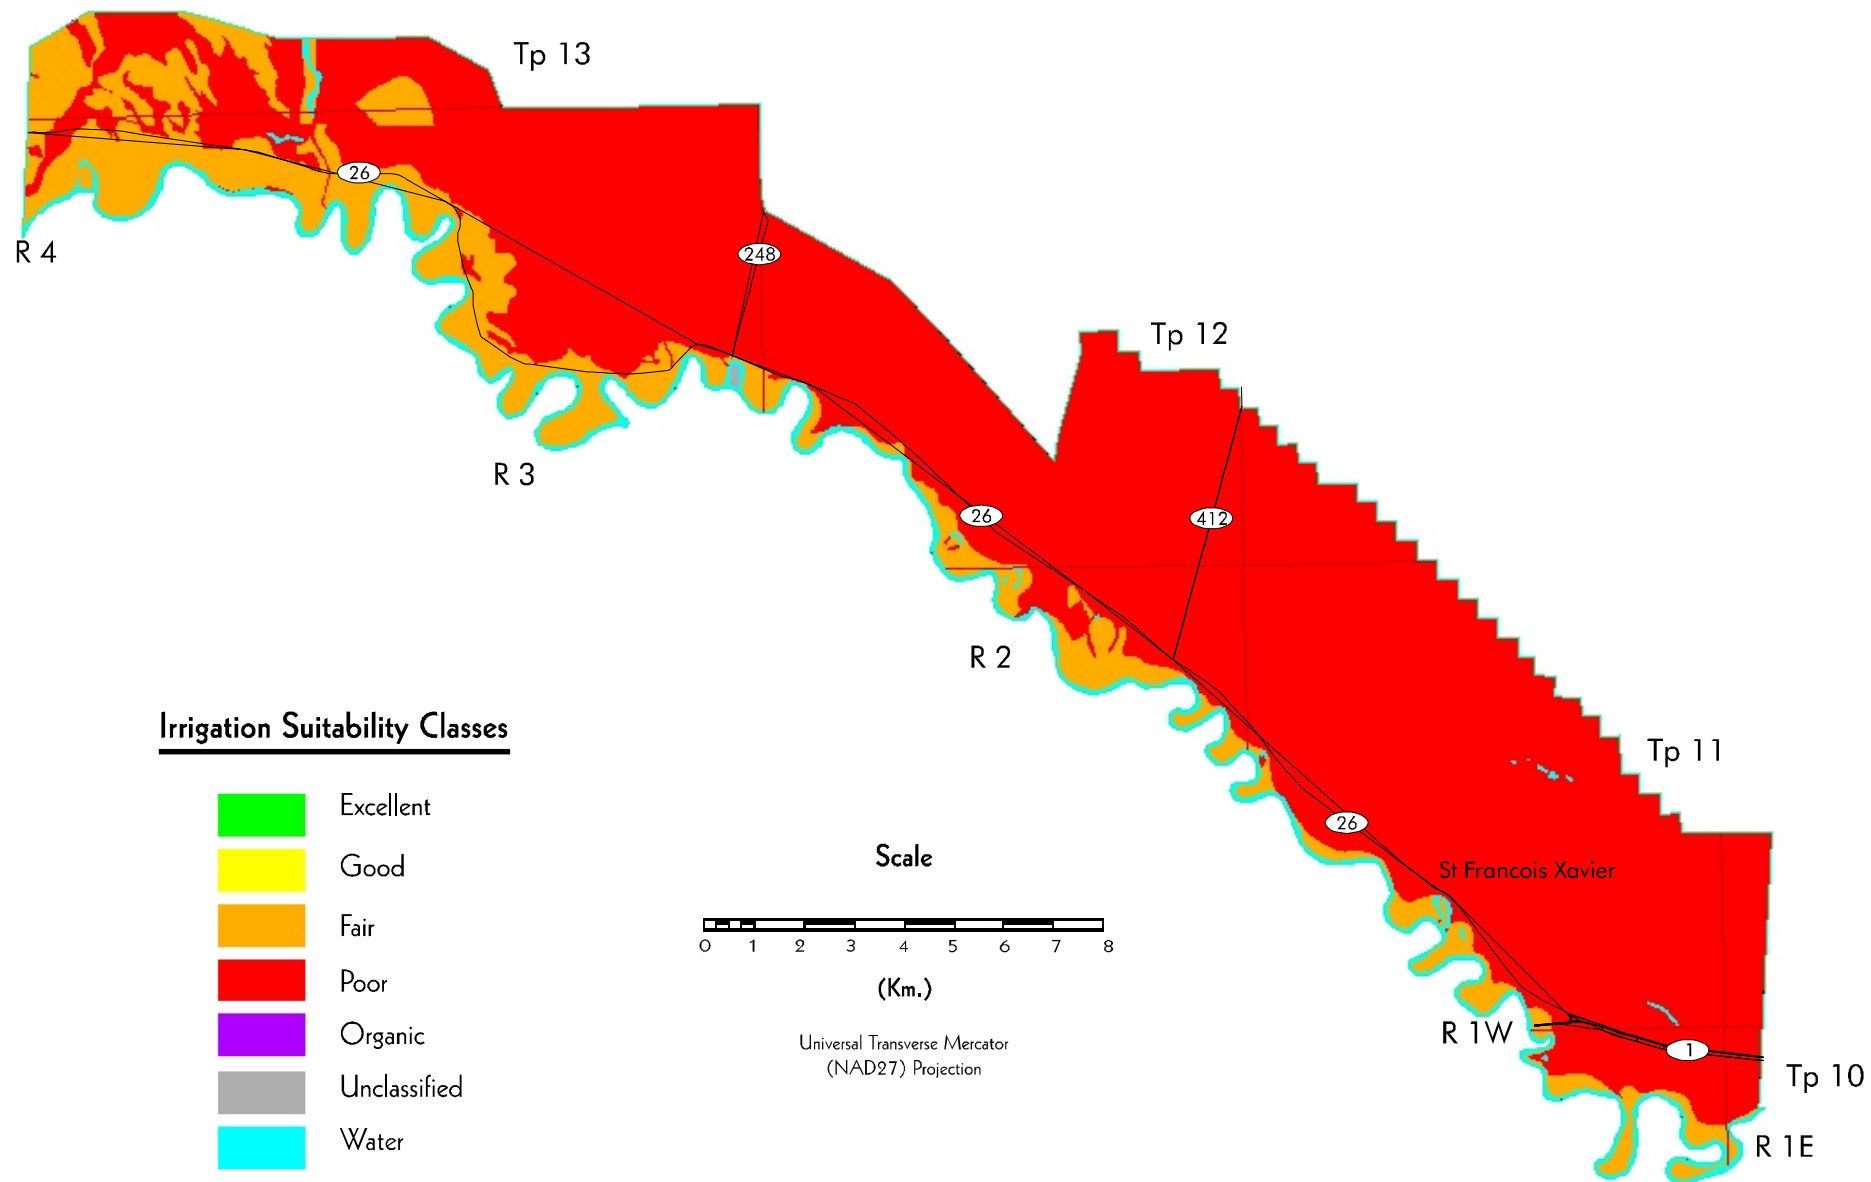 Tp 13
26
R 4
248
Tp 12
R 3
26
412
R 2
Irrigation Suitability Classes
Excellent
Good
Fair
Poor
Organic
Unclassified
Water
Scale
0 1 2 3 4 5 6 7 8
(Km.)
Universal Transverse Mercator
(NAD27) Projection
Tp 11
26
St Francois Xavier
R 1W
1
Tp 10
R 1E